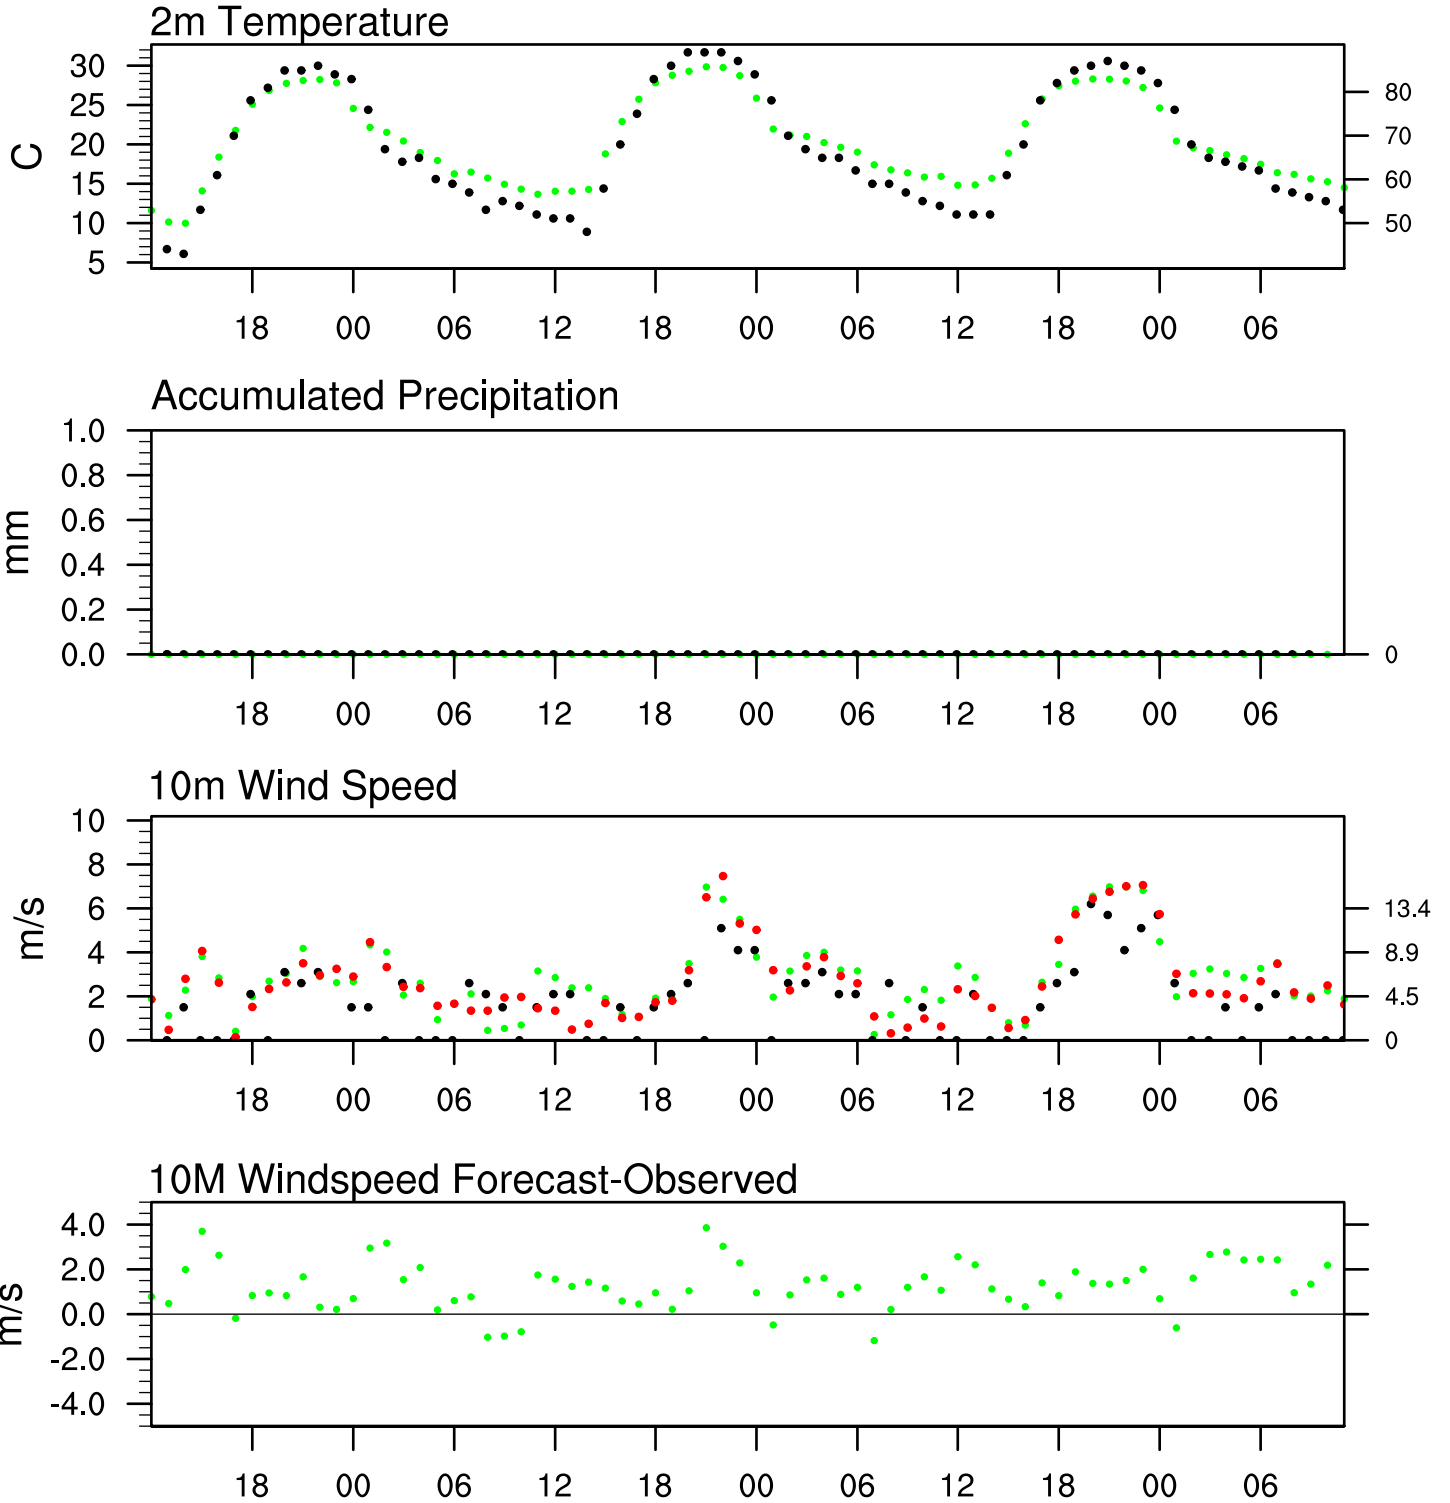 2m Temperature
C
30
25
20
15
10
5
80
70
60
50
18 00 06 12 18 00 06 12 18 00 06
Accumulated Precipitation
mm
1.0
0.8
0.6
0.4
0.2
0.0
0
18 00 06 12 18 00 06 12 18 00 06
10m Wind Speed
m/s
10
8
6
4
2
0
13.4
8.9
4.5
0
18 00 06 12 18 00 06 12 18 00 06
10M Windspeed Forecast-Observed
m/s
4.0
2.0
0.0
-2.0
-4.0
18 00 06 12 18 00 06 12 18 00 06